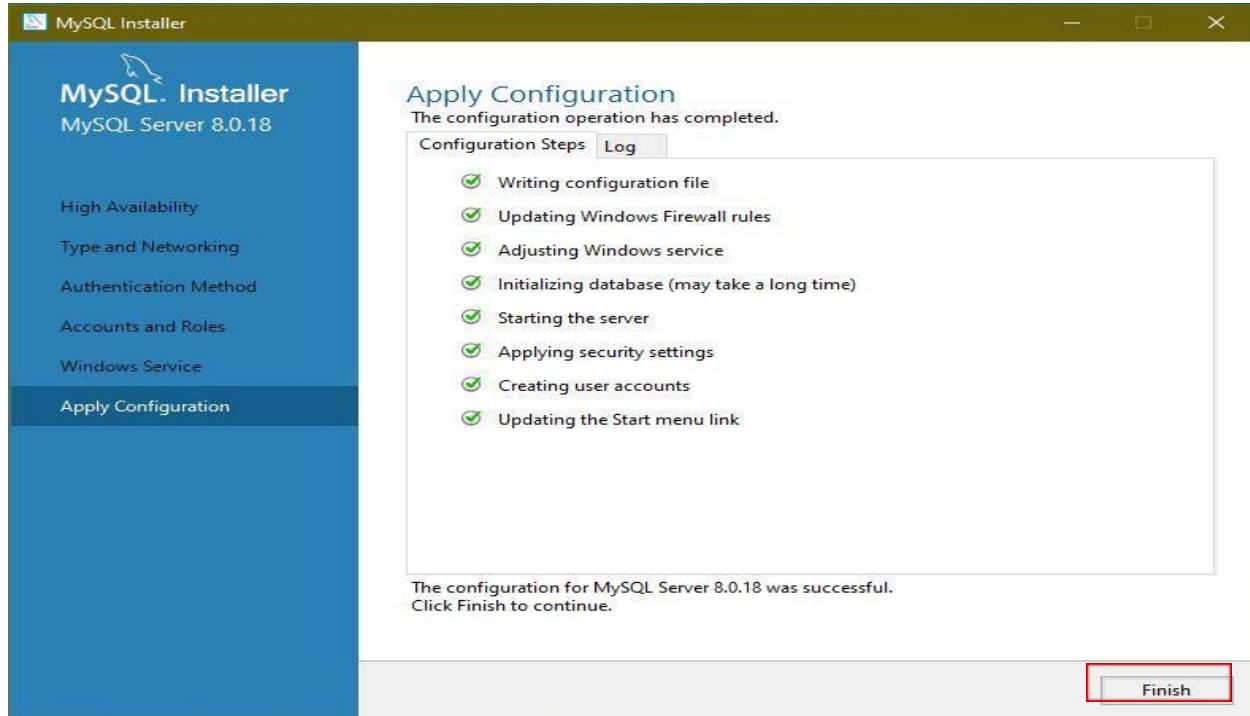 MySQL Installer
MySQL. Installer
MySQL Server 8.0.18
High Availability
Type and Networking
Authentication Method
Accounts and Roles
Windows Service
Apply Configuration
Apply Configuration
The configuration operation has completed.
Configuration Steps Log
Writing configuration file
Updating Windows Firewall rules
Adjusting Windows service
Initializing database (may take a long time)
Starting the server
Applying security settings
Creating user accounts
Updating the Start menu link
The configuration for MySQL Server 8.0.18 was successful.
Click Finish to continue.
Finish